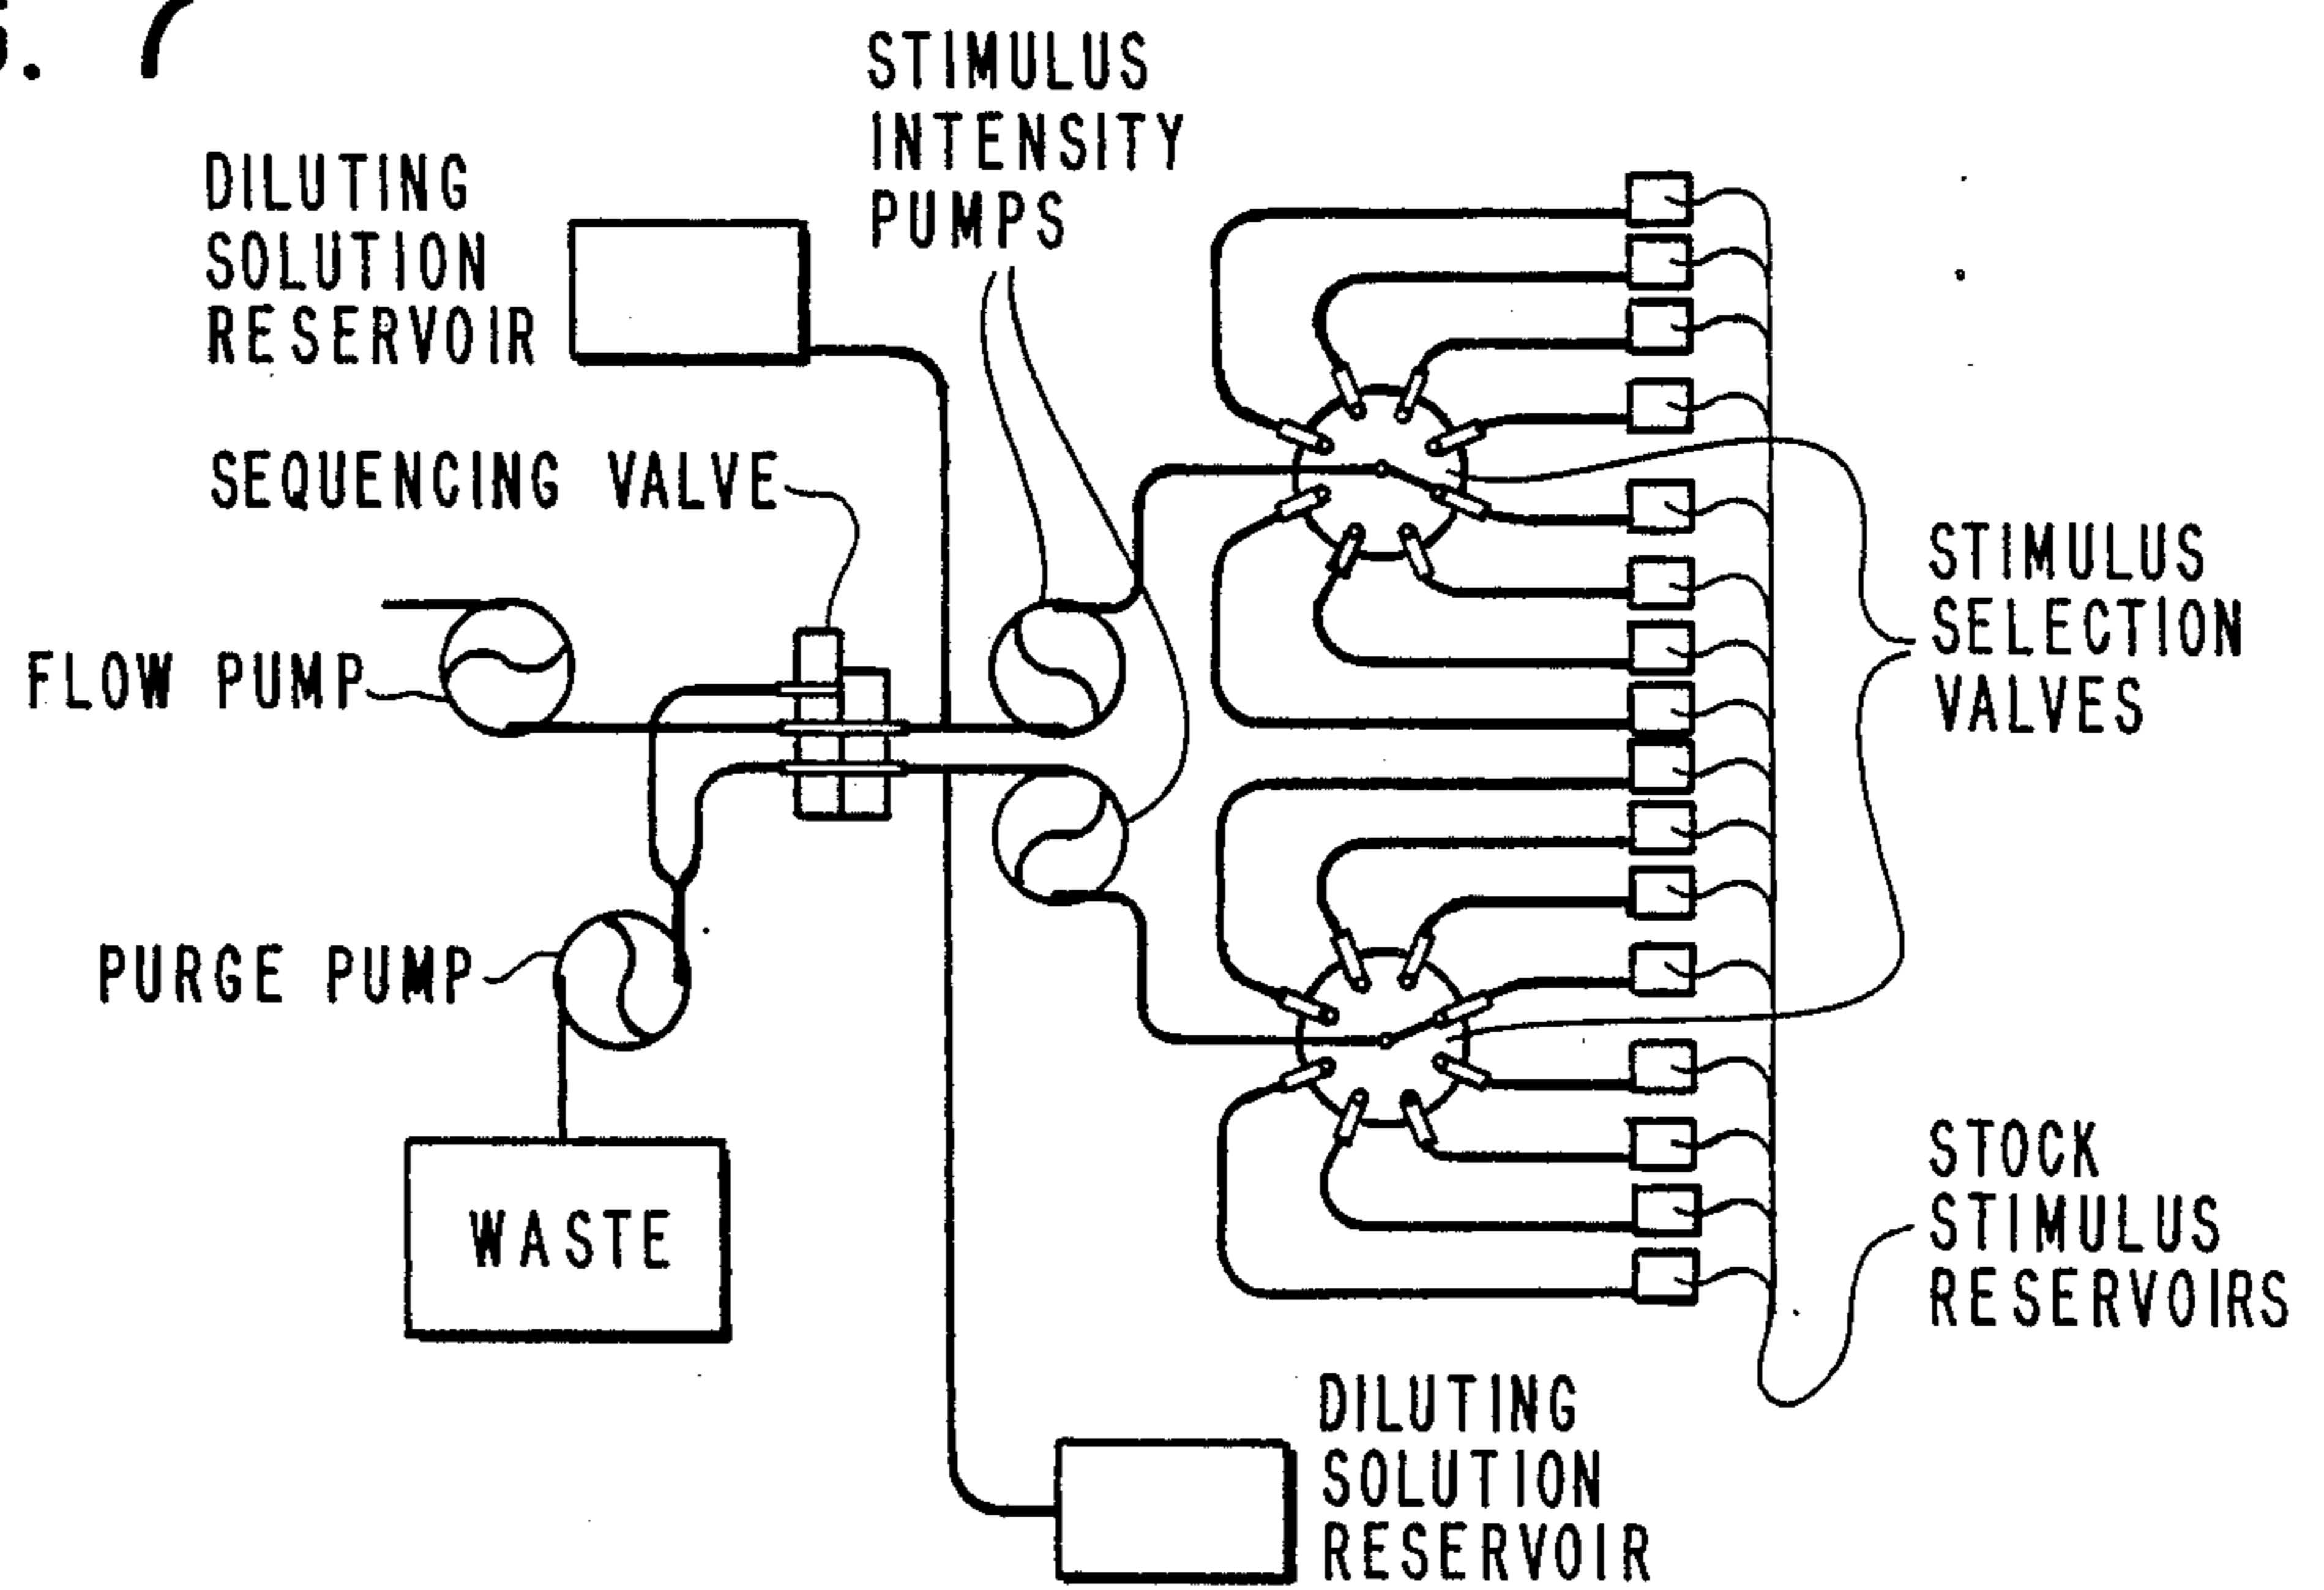 . 7
STIMULUS
INTENSITY
PUMPS
DILUTING
SOLUTION
RESERVOIR
SEQUENCING VALVE
FLOW PUMP
STIMULUS
SELECTION
VALVES
PURGE PUMP
WASTE
STOCK
STIMULUS
RESERVOIRS
DILUTING
SOLUTION
RESERVOIR